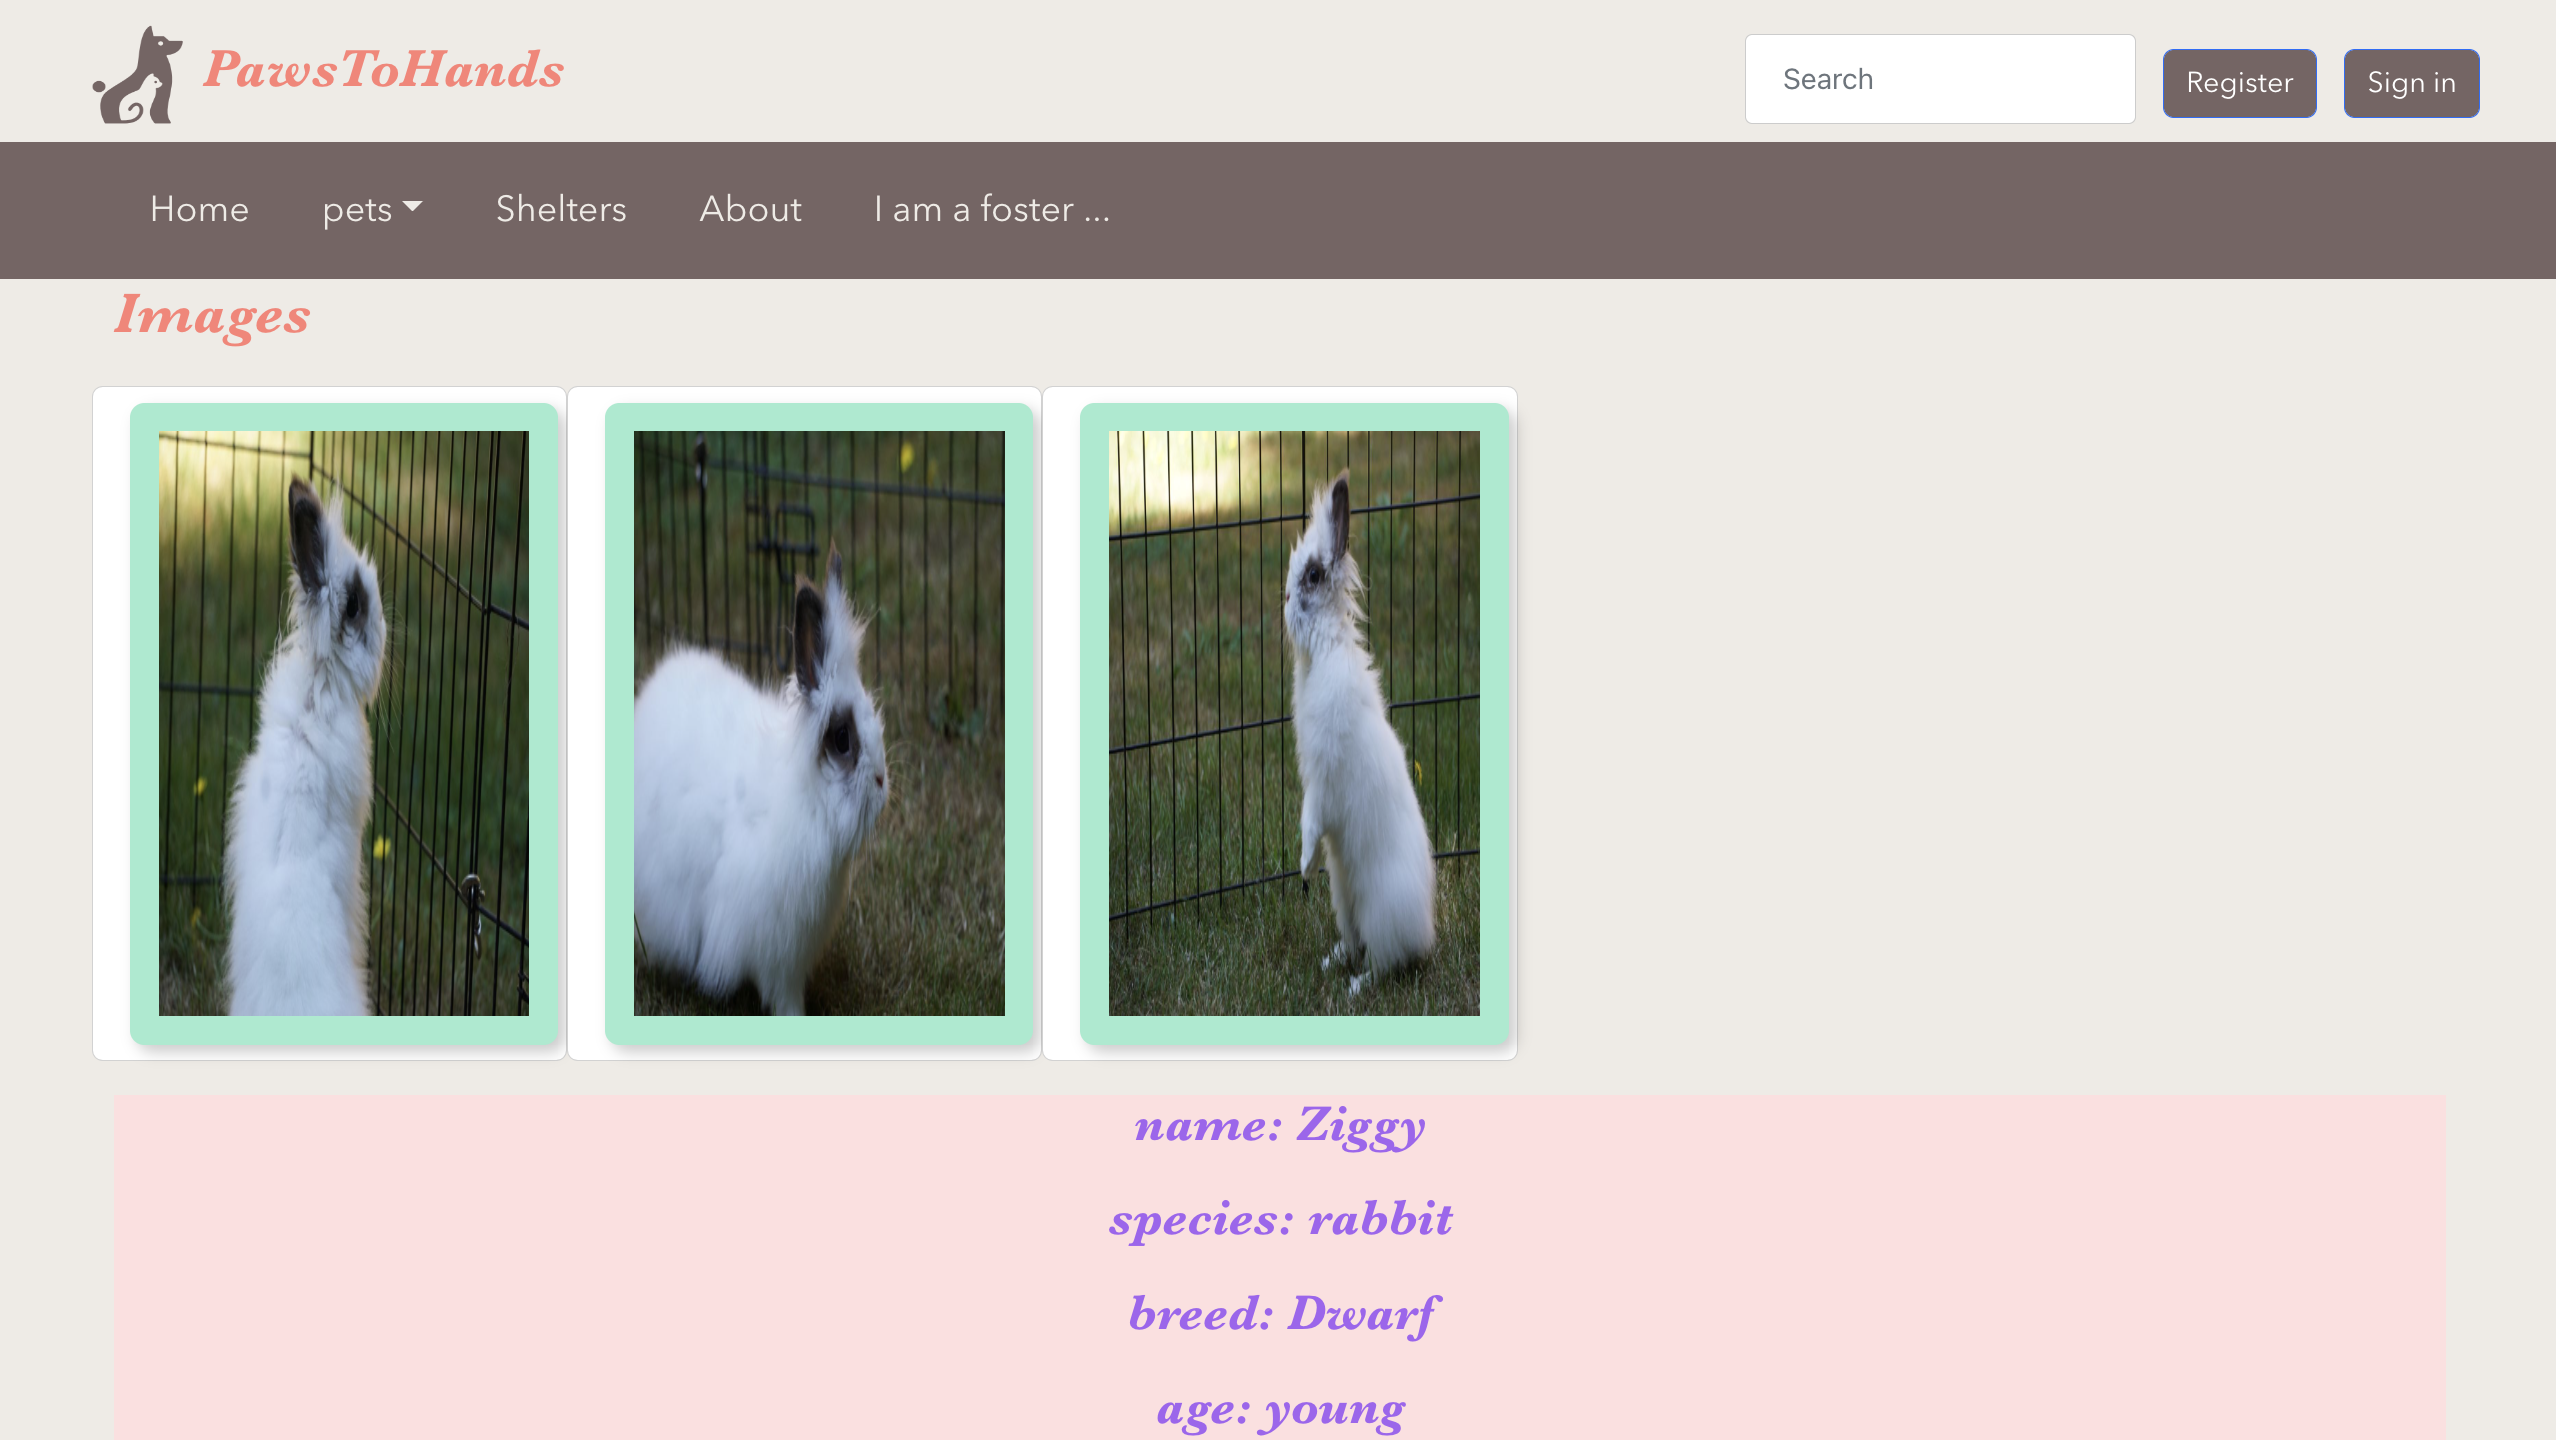 PawsToHands
Search
Register
Sign in
Home
pets
Shelters
About
I am a foster ...
Images
name: Ziggy
species: rabbit
breed: Dwarf
age: young